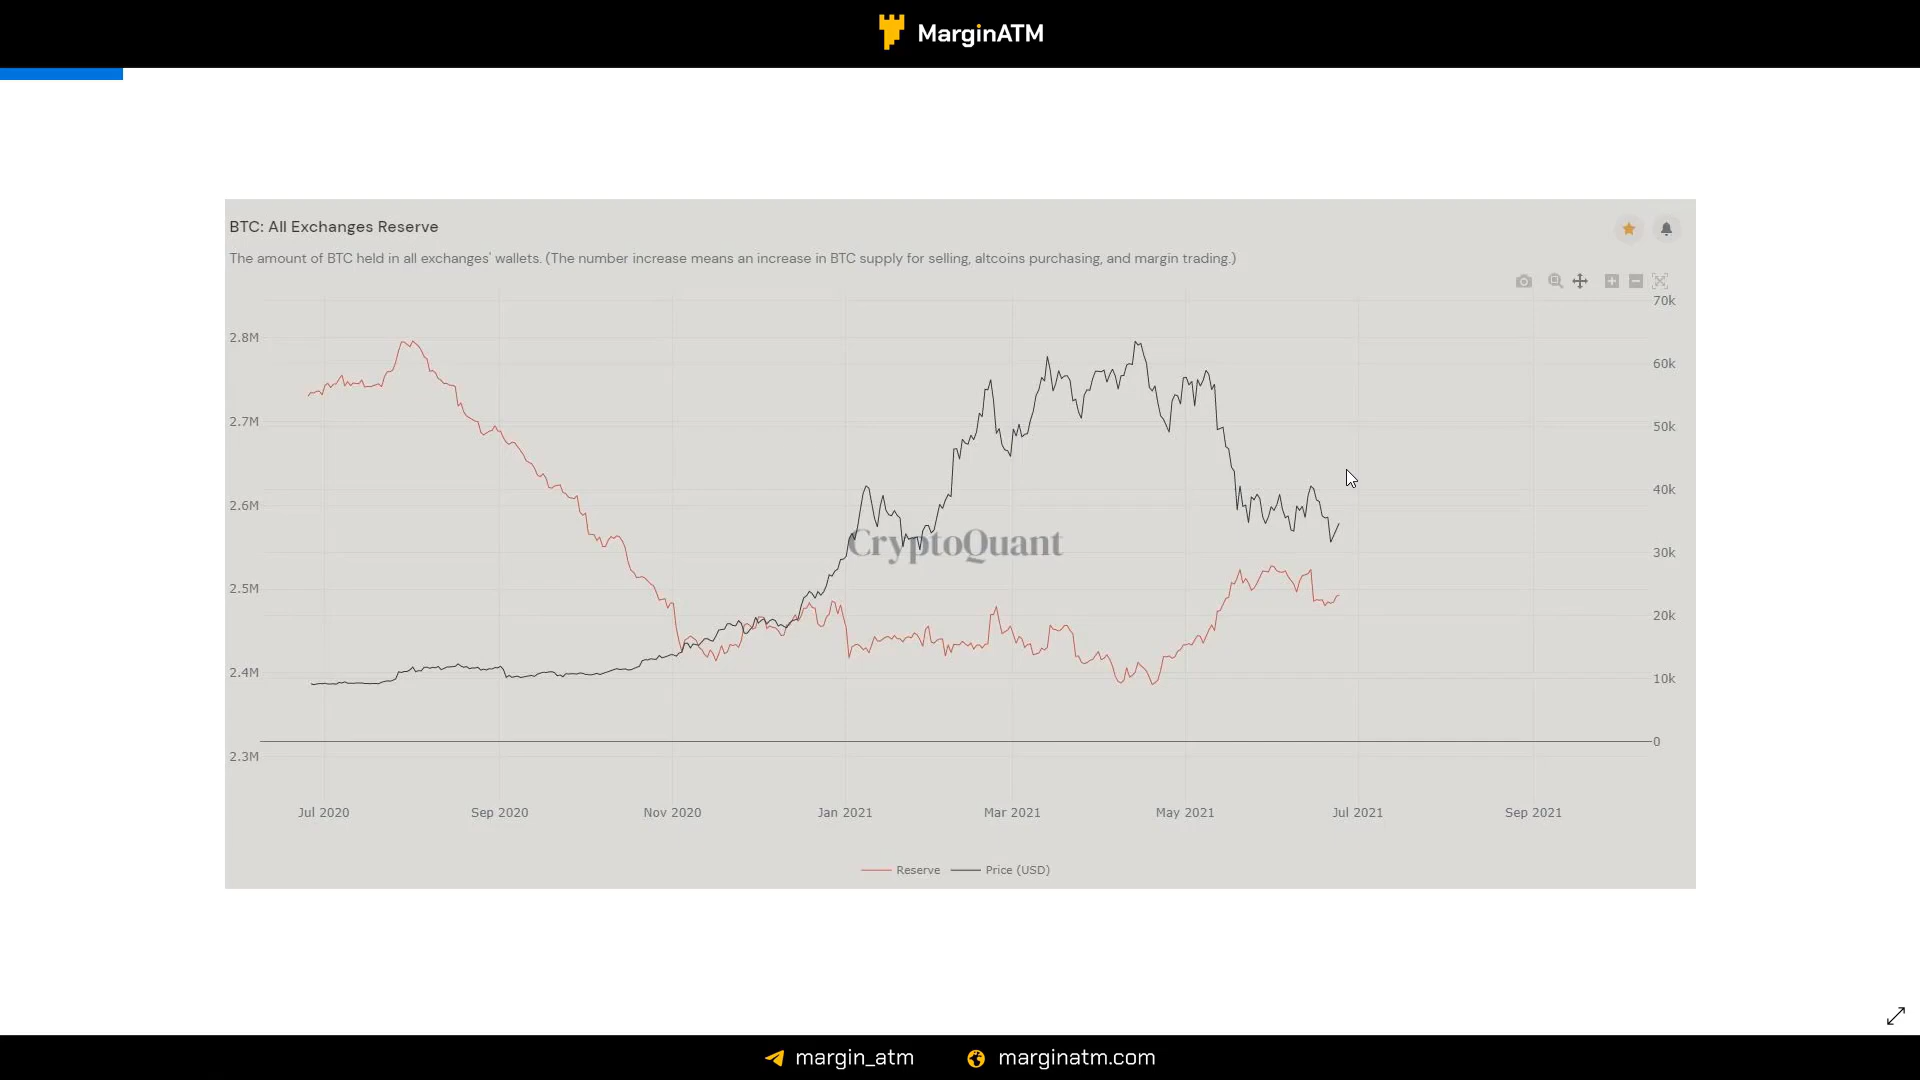 MarginATM
BTC: All Exchanges Reserve
The amount of BTC held in all exchanges' wallets. (The number increase means an increase in BTC supply for selling, altcoins purchasing, and margin trading.)
70k
2.8M
60k
2.7M
50k
2.6M
40k
CryptoQuant
30k
2.5M
20k
2.4M
10k
0
2.3M
Jul 2020 Sep 2020 Nov 2020 Jan 2021 Mar 2021 May 2021 Jul 2021 Sep 2021
Reserve Price (USD)
margin_atm marginatm.com